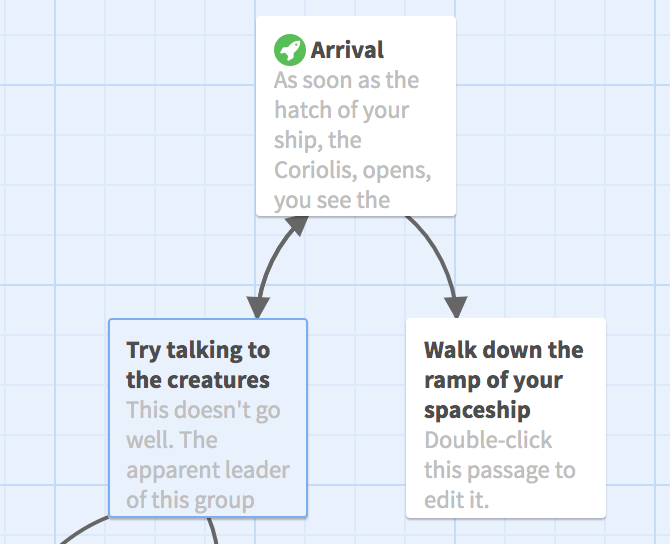 Arrival
As soon as the
hatch of your
ship, the
Coriolis, opens,
you see the
Try talking to
the creatures
This doesn't go
well. The
apparent leader
of this group
Walk down the
ramp of your
spaceship
Double-click
this passage to
edit it.